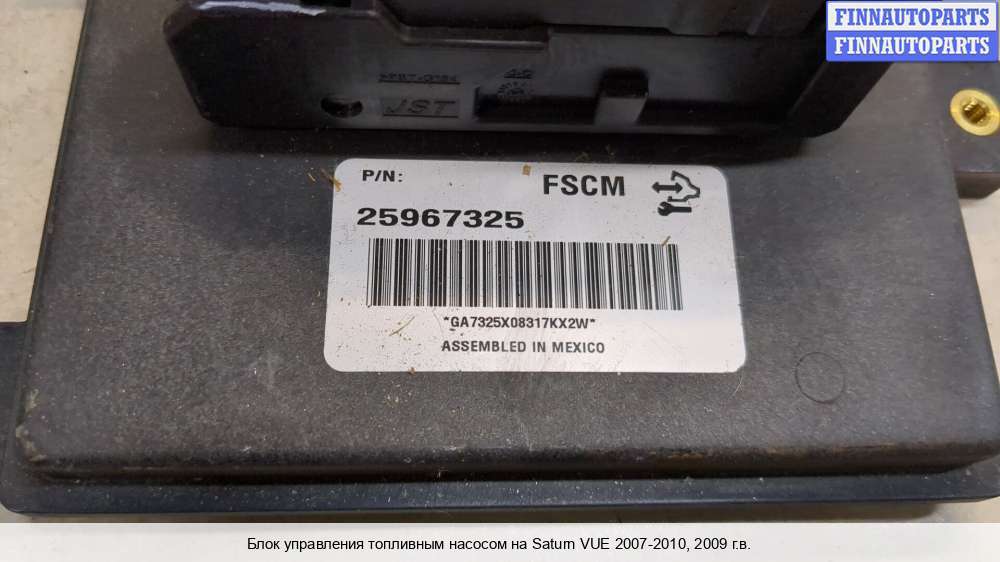 FINNAUTOPARTS
FINNAUTOPARTS
JST
P/N:
FSCM
25967325
*GA7325X08317KX2W*
ASSEMBLED IN MEXICO
Блок управления топливным насосом на Saturn VUE 2007-2010, 2009 г.в.